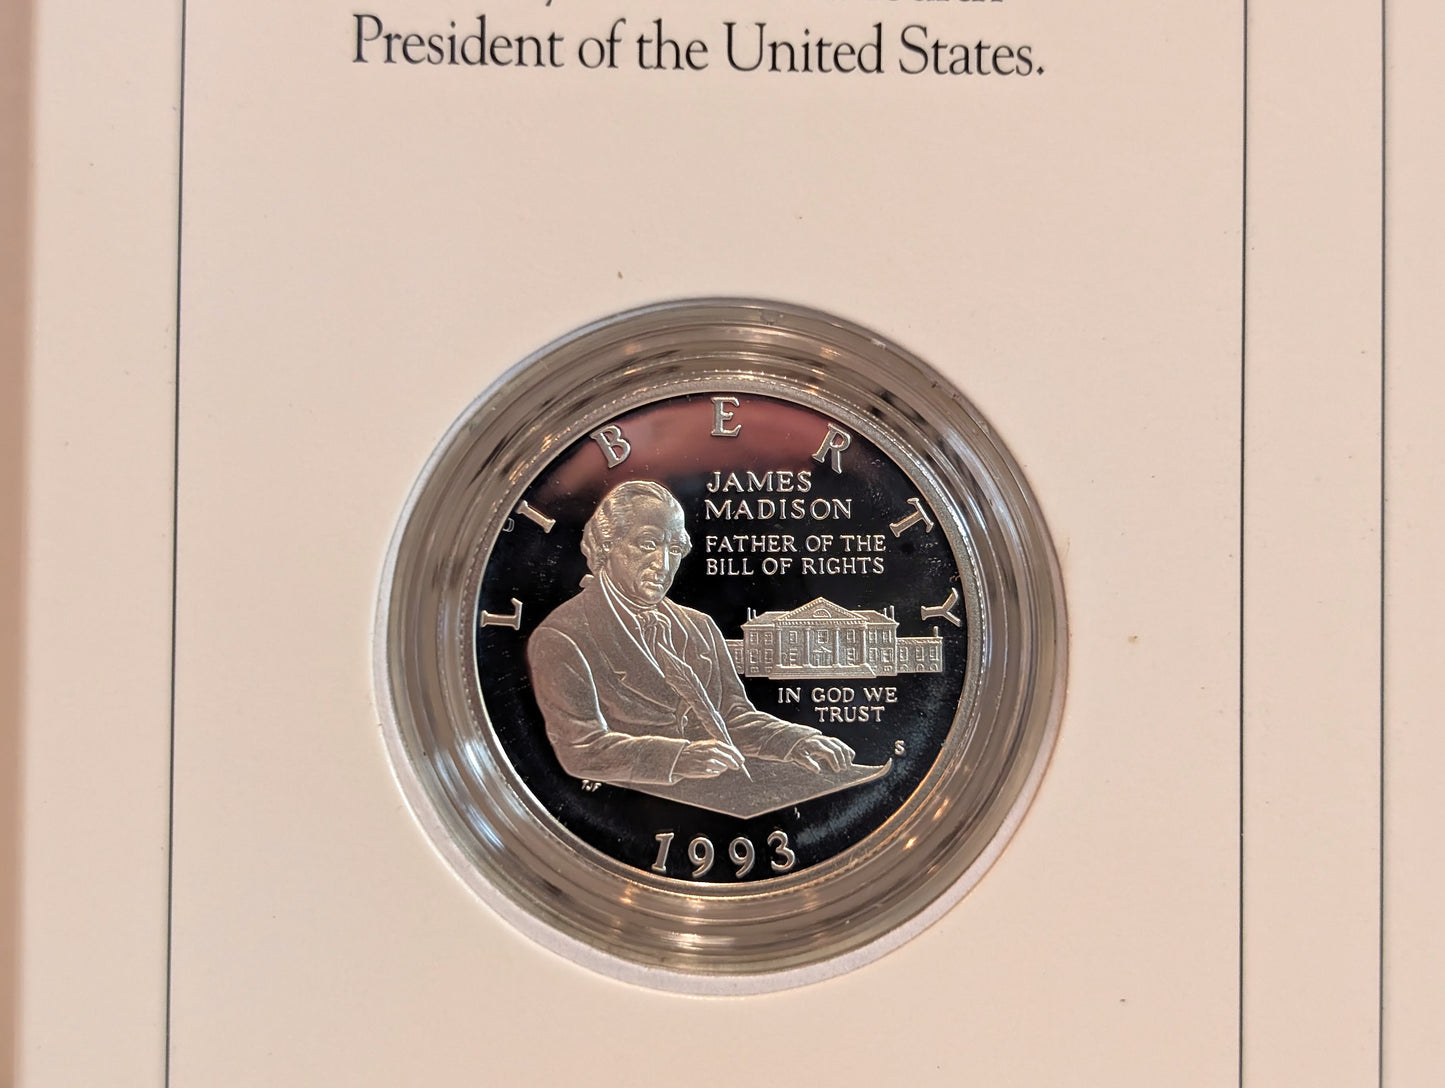 President of the United States.
LIBERTY
JAMES
MADISON
FATHER OF THE
BILL OF RIGHTS
IN GOD WE
TRUST
S
TJF
1993